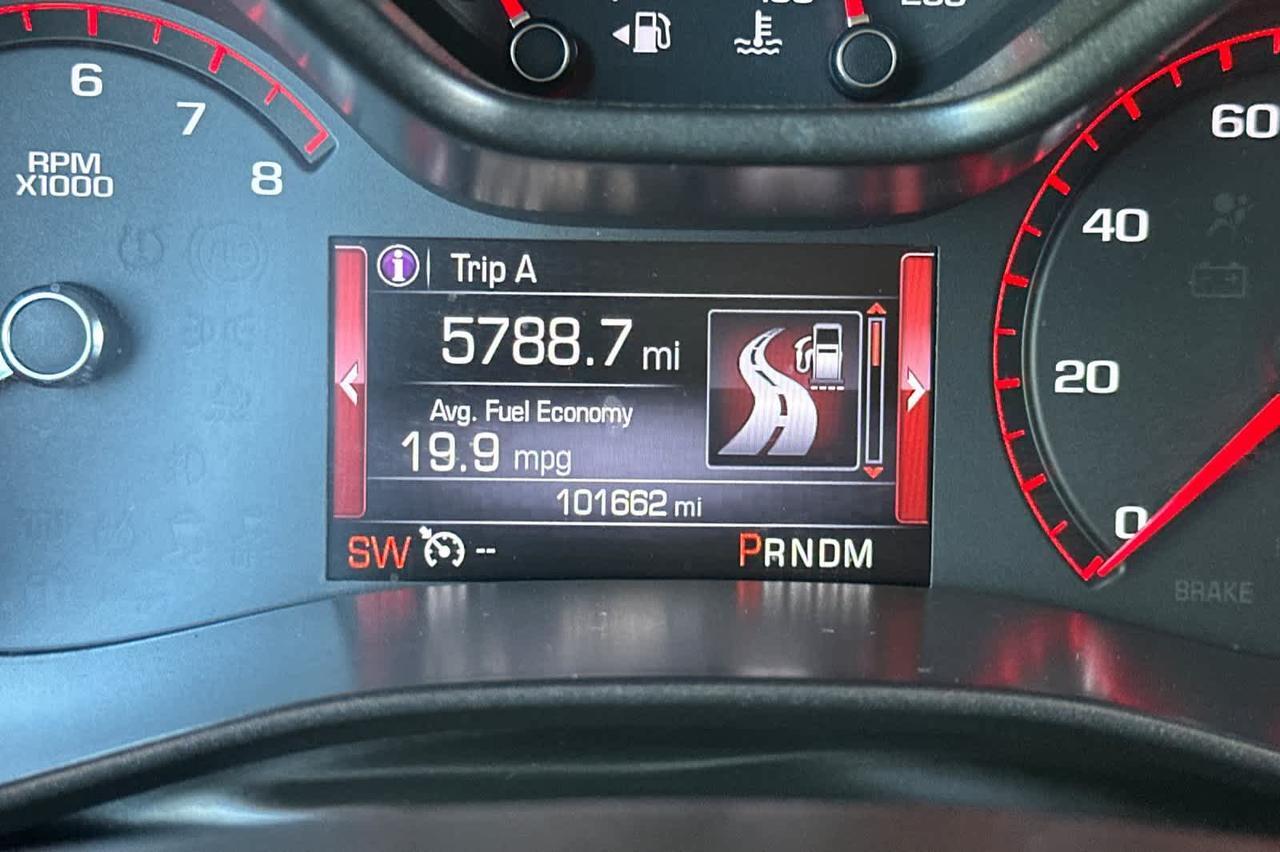 6
7
8
RPM
X1000
Trip A
5788.7 mi
Avg. Fuel Economy
19.9 mpg
101662 mi
SW --
PRNDM
60
40
20
0
BRAKE